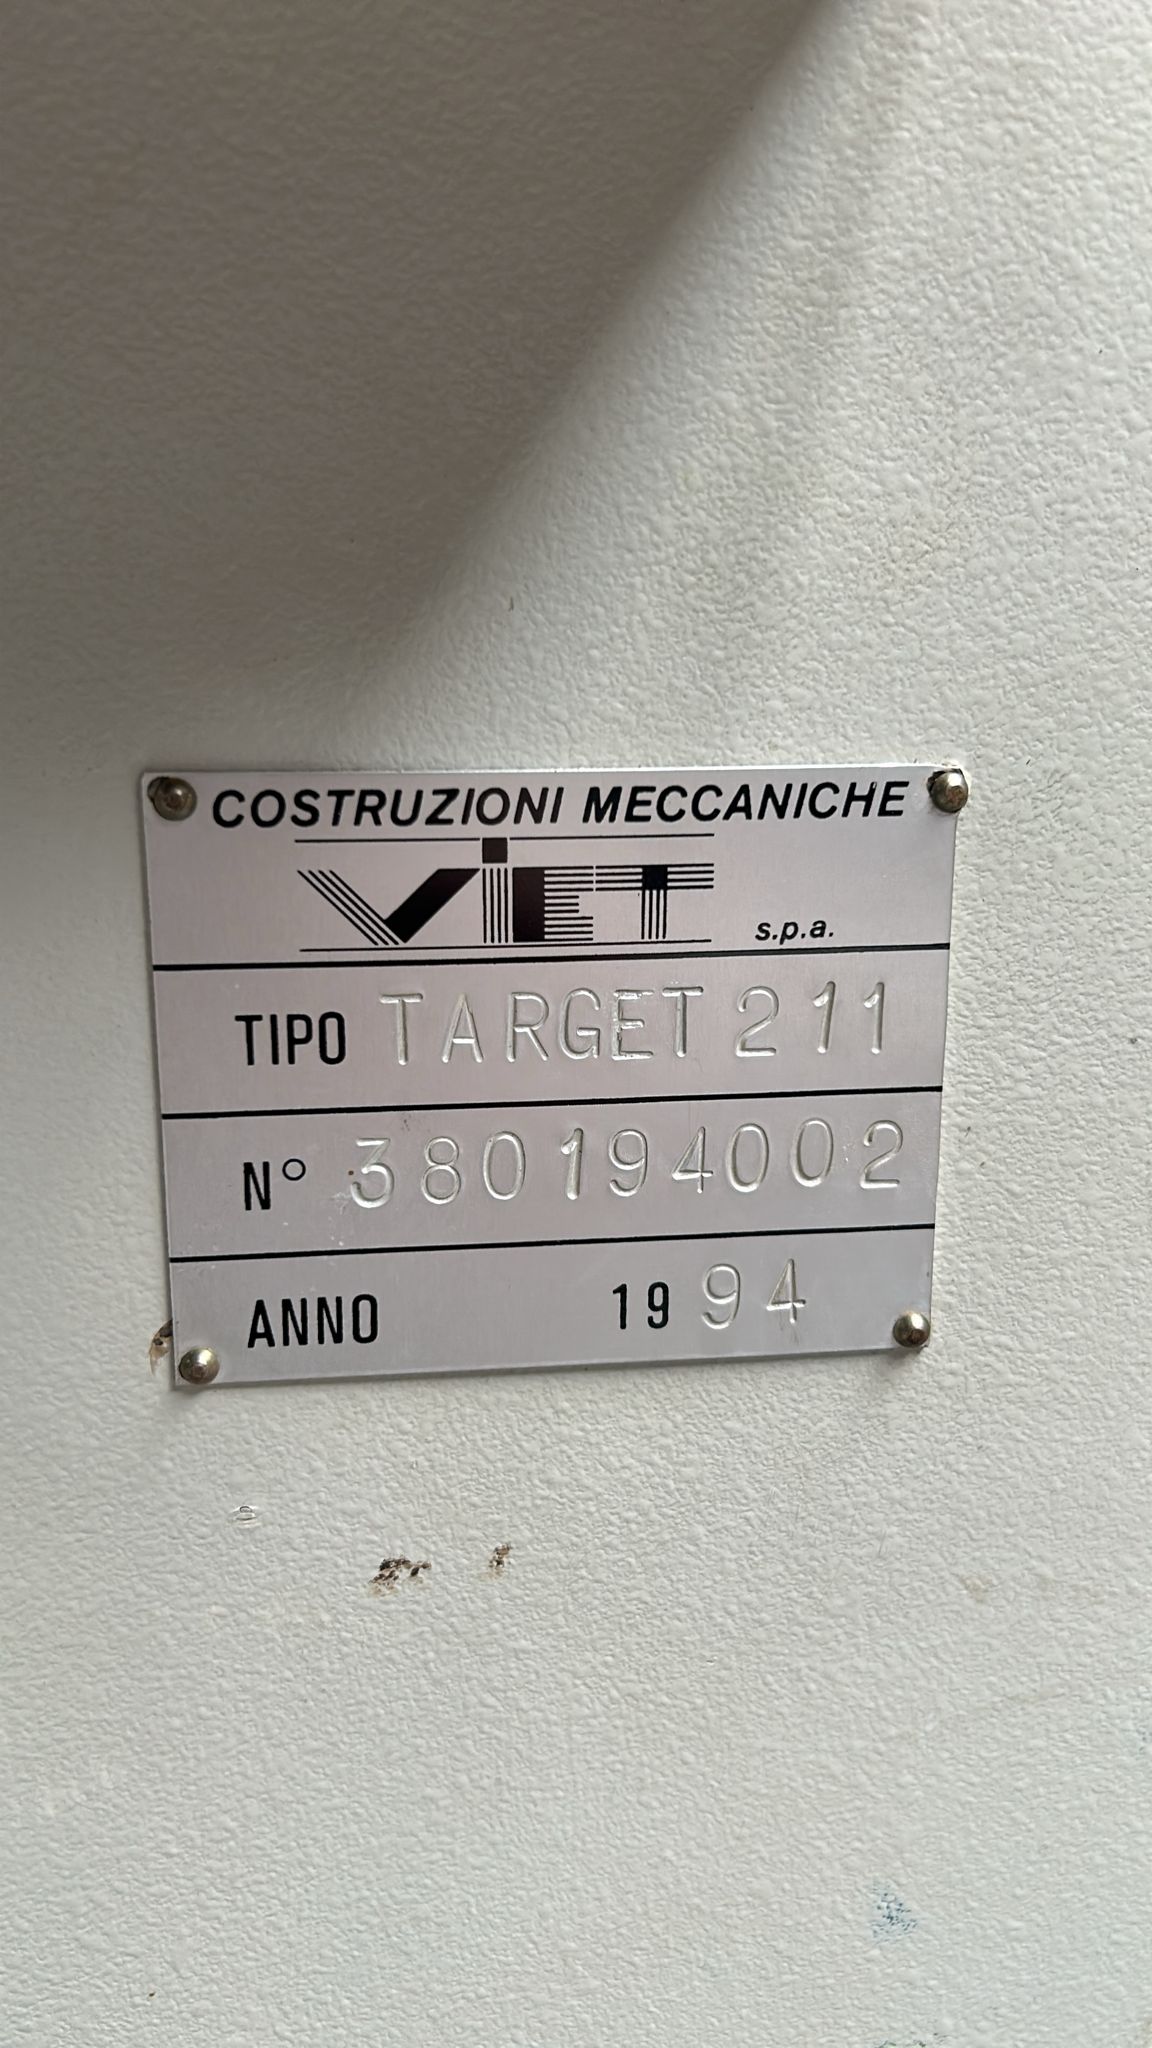 COSTRUZIONI MECCANICHE
VIET s.p.a.
TIPO TARGET 211
N° 380194002
ANNO 1994